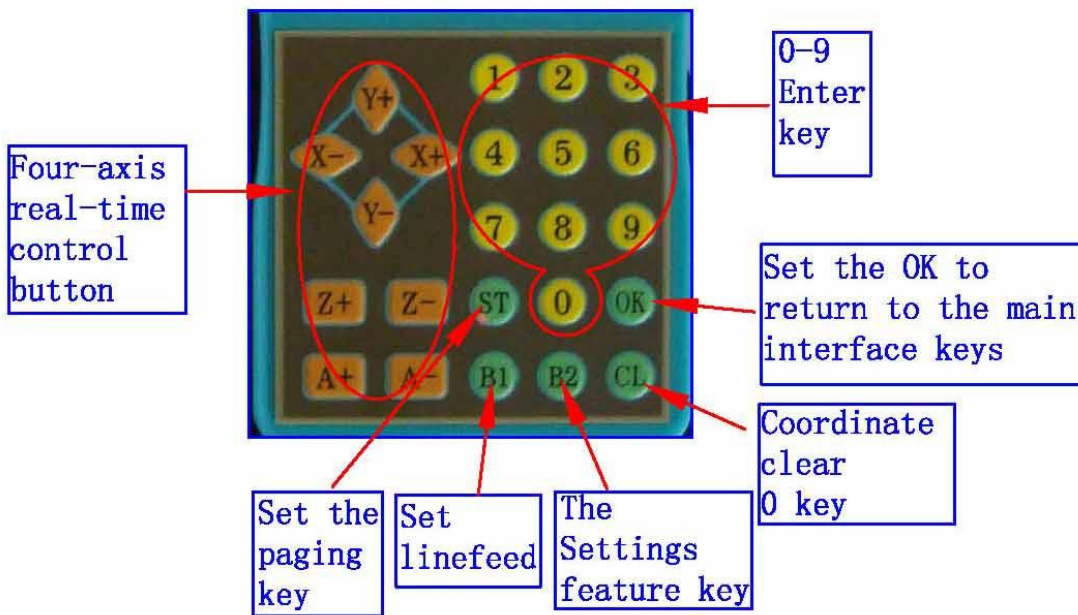 0-9
Enter
key
Four-axis
real-time
control
button
Y+
X-
X+
Y-
Z+
Z-
A+
A-
1
2
3
4
5
6
7
8
9
ST
0
OK
B1
B2
CL
Set the OK to
return to the main
interface keys
Coordinate
clear
0 key
Set the
paging
key
Set
linefeed
The
Settings
feature key